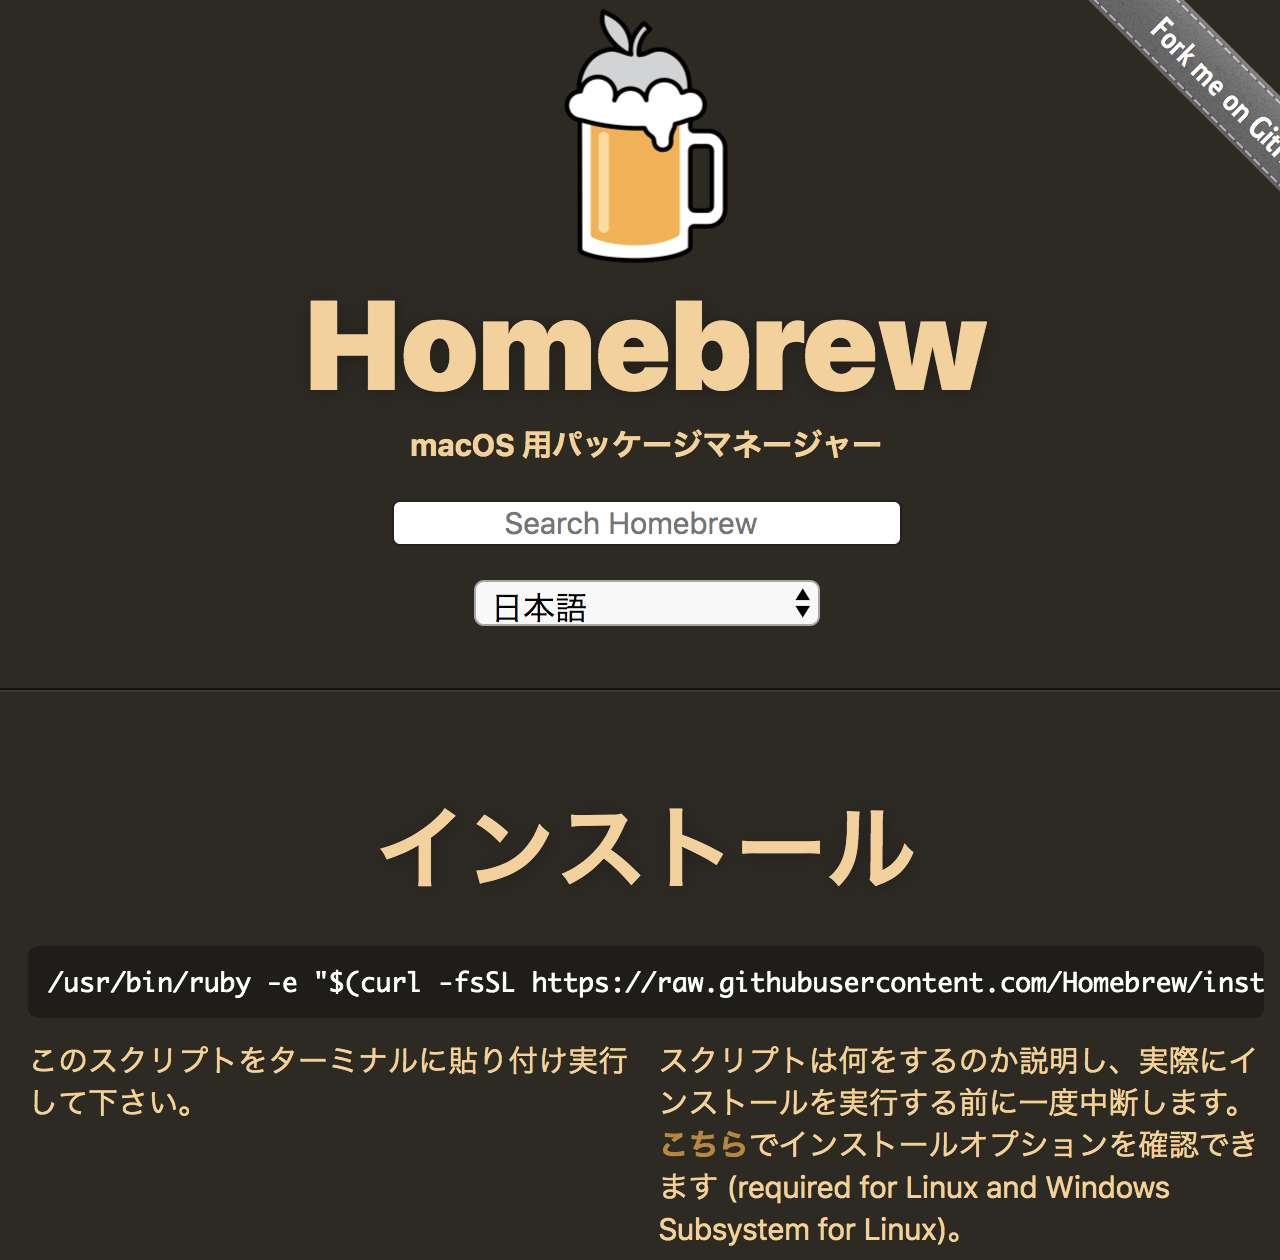 Fork me on
Homebrew
macOS 用パッケージマネージャー
Search Homebrew
日本語
インストール
/usr/bin/ruby -e "$(curl -fsSL https://raw.githubusercontent.com/Homebrew/inst
このスクリプトをターミナルに貼り付け実行
して下さい。
スクリプトは何をするのか説明し、実際にイ
ンストールを実行する前に一度中断します。
こちらでインストールオプションを確認でき
ます (required for Linux and Windows
Subsystem for Linux)。